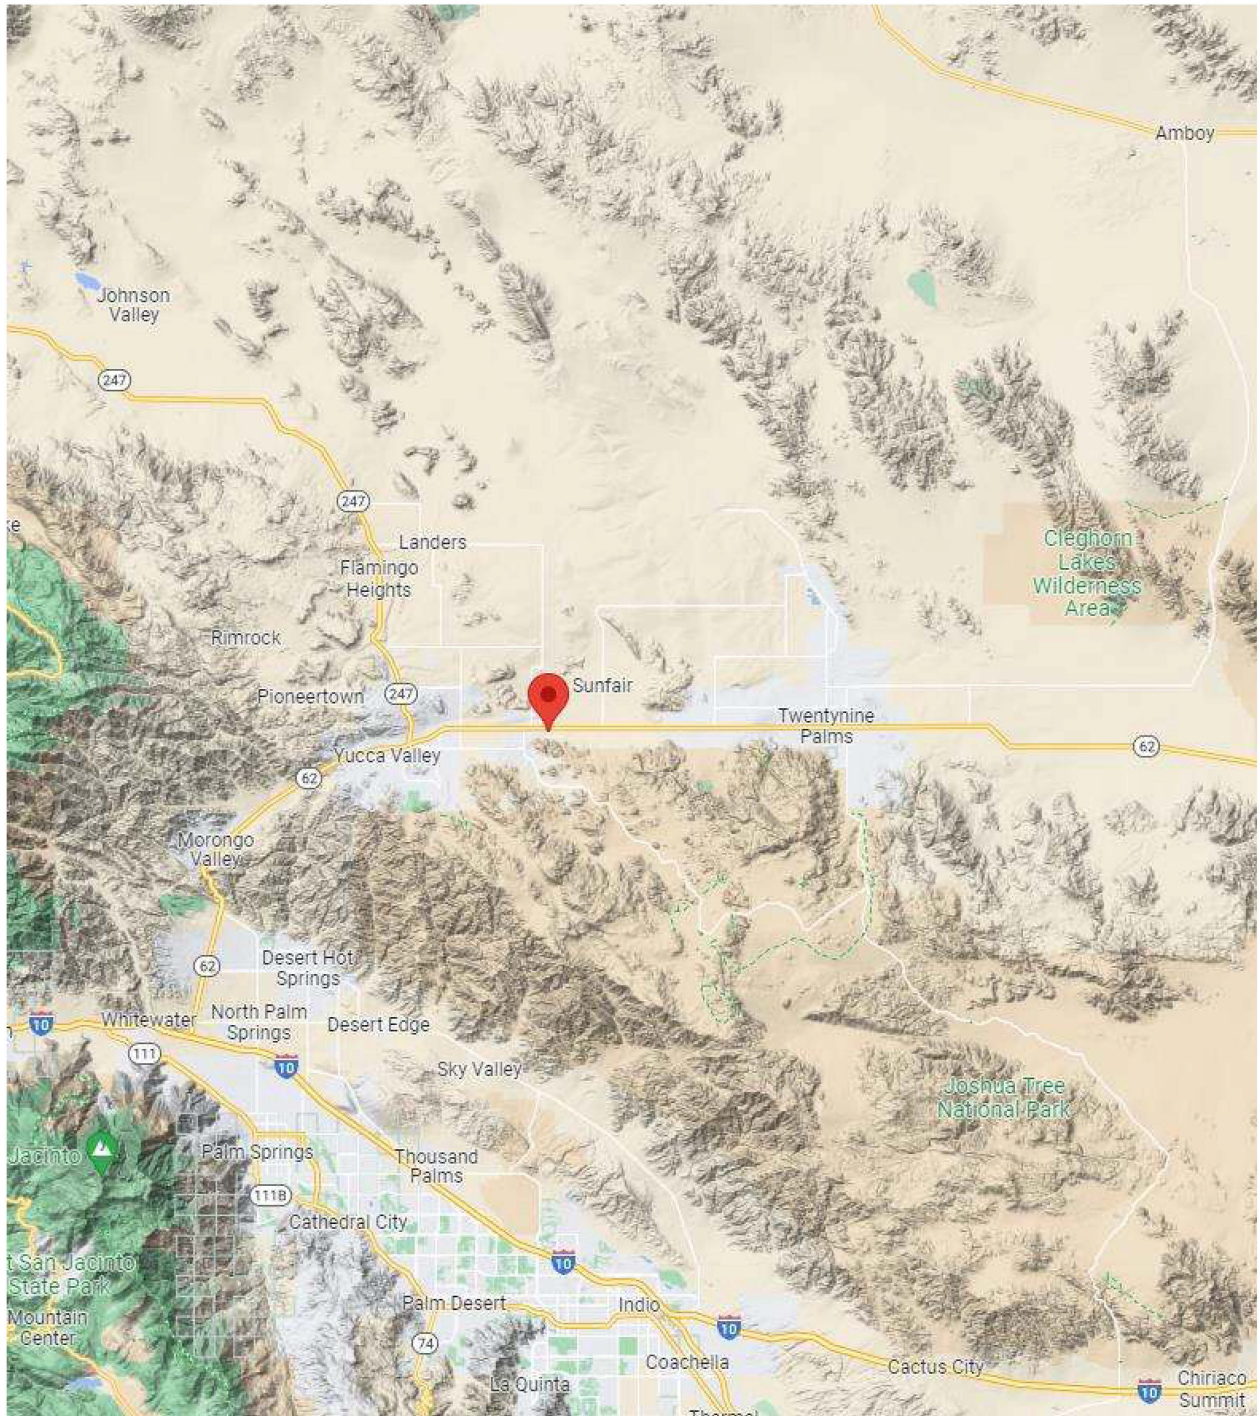 Amboy
Johnson
Valley
247
247
ke
Landers
Flamingo
Heights
Cleghorn
Lakes
Wilderness
Area
Rimrock
Sunfair
Pioneertown
247
Twentynine
Palms
62
Yucca Valley
62
Morongo
Valley
62
Desert Hot
Springs
10
Whitewater
North Palm
Springs
Desert Edge
111
10
Sky Valley
Joshua Tree
National Park
Jacinto
Palm Springs
Thousand
Palms
111B
Cathedral City
10
t San Jacinto
State Park
Palm Desert
Indio
10
Mountain
Center
74
Coachella
Cactus City
La Quinta
10
Chiriaco
Summit
Thermal